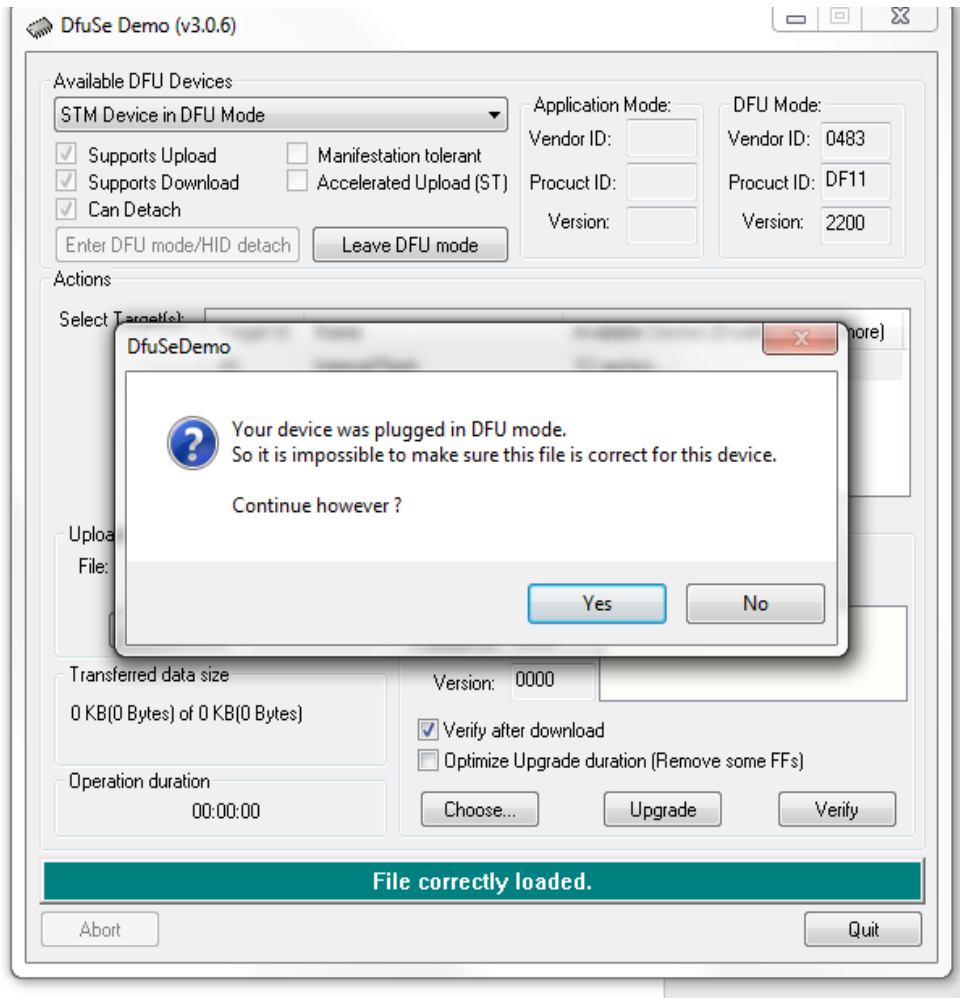 DfuSe Demo (v3.0.6)
Available DFU Devices
STM Device in DFU Mode
Supports Upload
Manifestation tolerant
Supports Download
Accelerated Upload (ST)
Can Detach
Enter DFU mode/HID detach
Leave DFU mode
Application Mode:
Vendor ID:
Procuct ID:
Version:
DFU Mode:
Vendor ID: 0483
Procuct ID: DF11
Version: 2200
Actions
Select Target(s):
more)
DfuSeDemo
Your device was plugged in DFU mode.
So it is impossible to make sure this file is correct for this device.
Continue however ?
Yes
No
File:
Transferred data size
0 KB(0 Bytes) of 0 KB(0 Bytes)
Operation duration
00:00:00
Version: 0000
Verify after download
Optimize Upgrade duration (Remove some FFs)
Choose...
Upgrade
Verify
File correctly loaded.
Abort
Quit